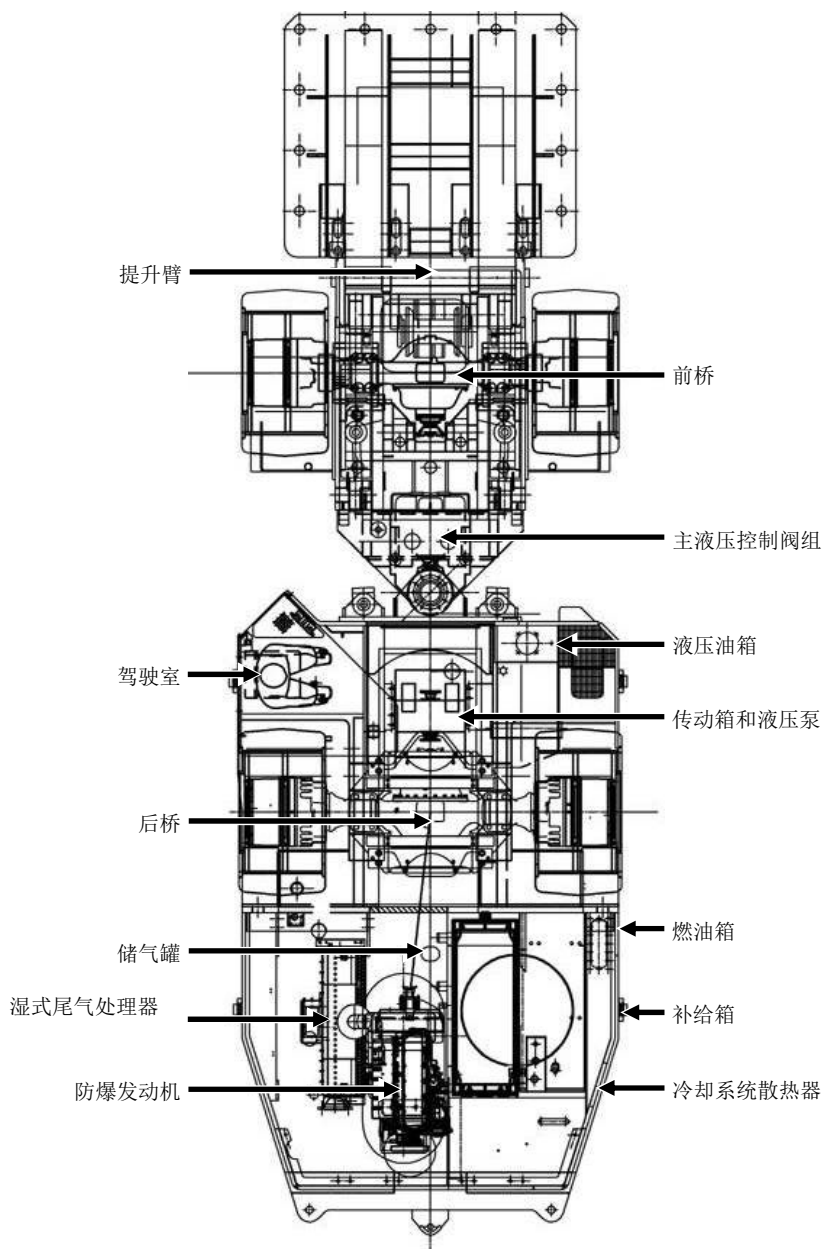 提升臂
前桥
主液压控制阀组
液压油箱
驾驶室
传动箱和液压泵
后桥
燃油箱
储气罐
湿式尾气处理器
补给箱
防爆发动机
冷却系统散热器